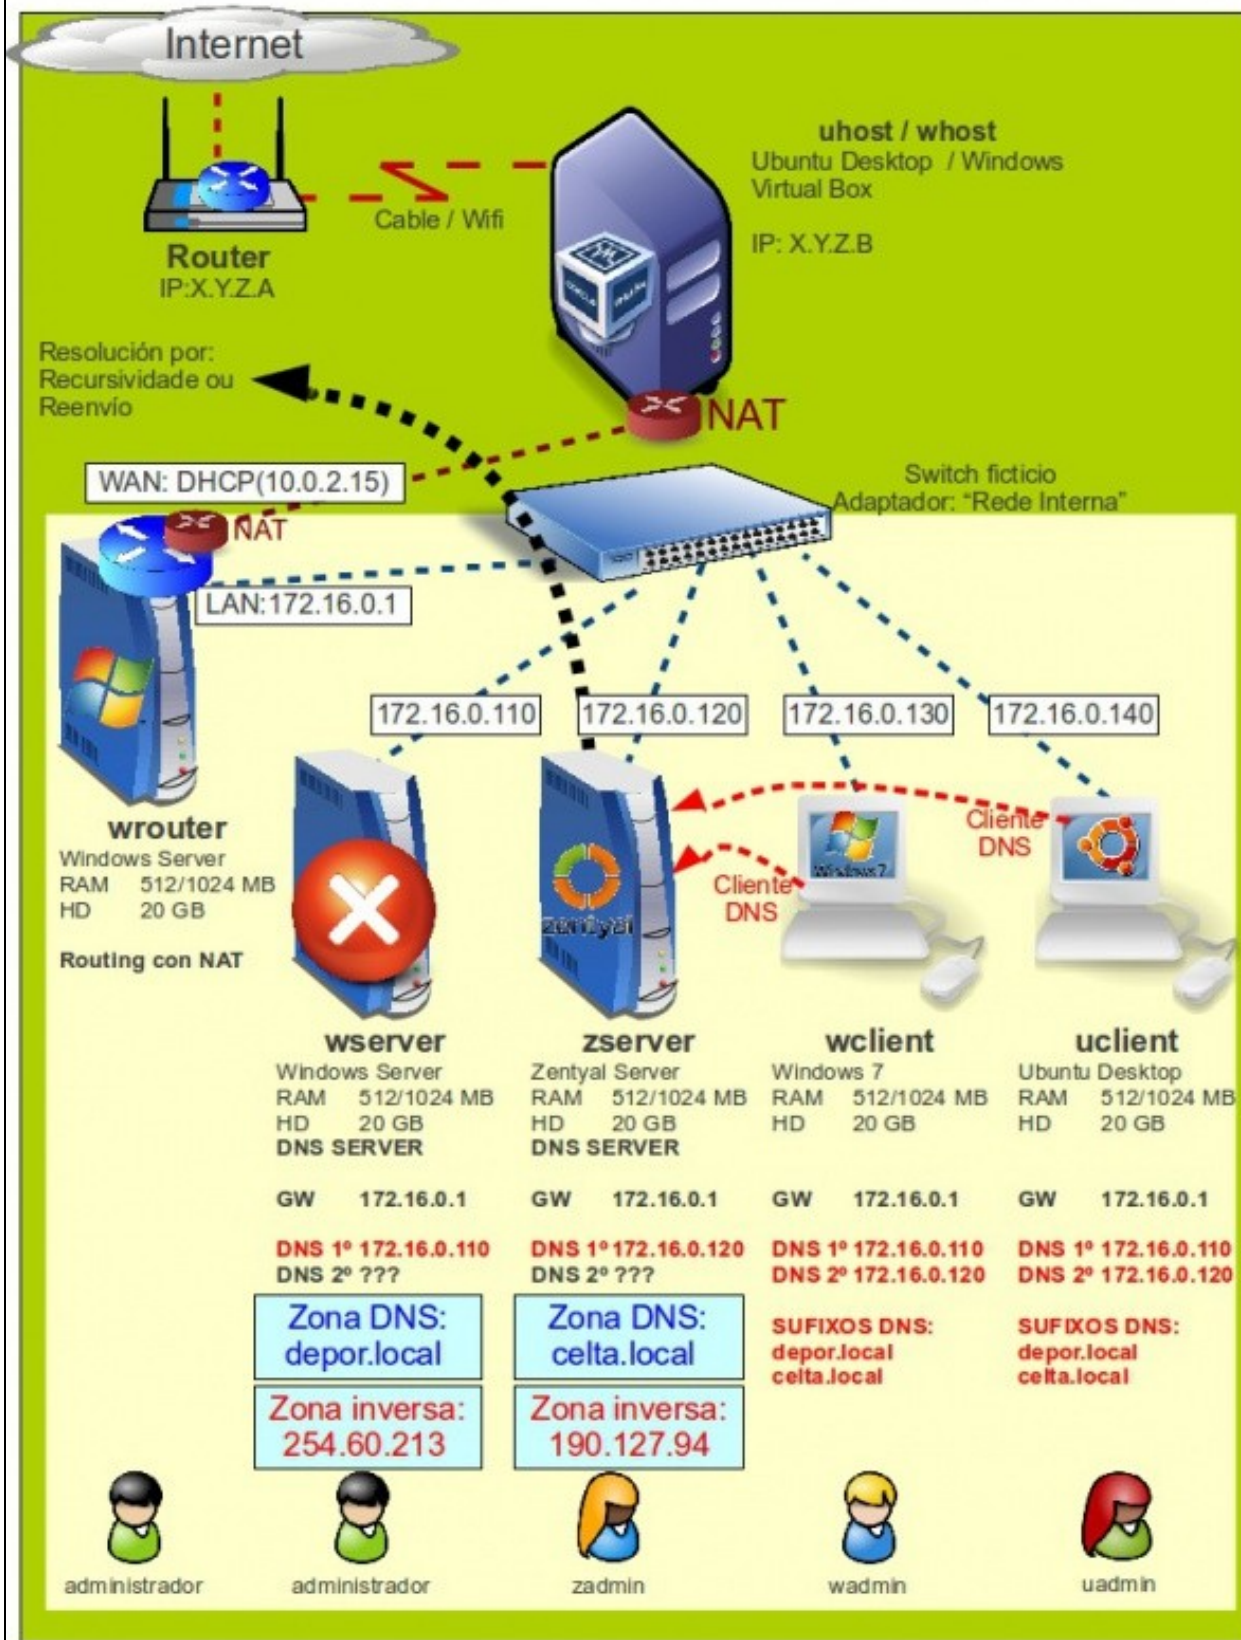 Internet
uhost / whost
Ubuntu Desktop / Windows
Virtual Box
IP: X.Y.Z.B
Cable / Wifi
Router
IP:X.Y.Z.A
Resolución por:
Recursividade ou
Reenvío
NAT
WAN: DHCP(10.0.2.15)
Switch ficticio
Adaptador: “Rede Interna”
NAT
LAN:172.16.0.1
172.16.0.110
172.16.0.120
172.16.0.130
172.16.0.140
wrouter
Windows Server
RAM 512/1024 MB
HD 20 GB
Routing con NAT
zentyal
Windows 7
Cliente
DNS
Cliente
DNS
wserver
Windows Server
RAM 512/1024 MB
HD 20 GB
DNS SERVER
GW 172.16.0.1
DNS 1º 172.16.0.110
DNS 2º ???
Zona DNS:
depor.local
Zona inversa:
254.60.213
zserver
Zentyal Server
RAM 512/1024 MB
HD 20 GB
DNS SERVER
GW 172.16.0.1
DNS 1º 172.16.0.120
DNS 2º ???
Zona DNS:
celta.local
Zona inversa:
190.127.94
wclient
Windows 7
RAM 512/1024 MB
HD 20 GB
GW 172.16.0.1
DNS 1º 172.16.0.110
DNS 2º 172.16.0.120
SUFIXOS DNS:
depor.local
celta.local
uclient
Ubuntu Desktop
RAM 512/1024 MB
HD 20 GB
GW 172.16.0.1
DNS 1º 172.16.0.110
DNS 2º 172.16.0.120
SUFIXOS DNS:
depor.local
celta.local
administrador
administrador
zadmin
wadmin
uadmin